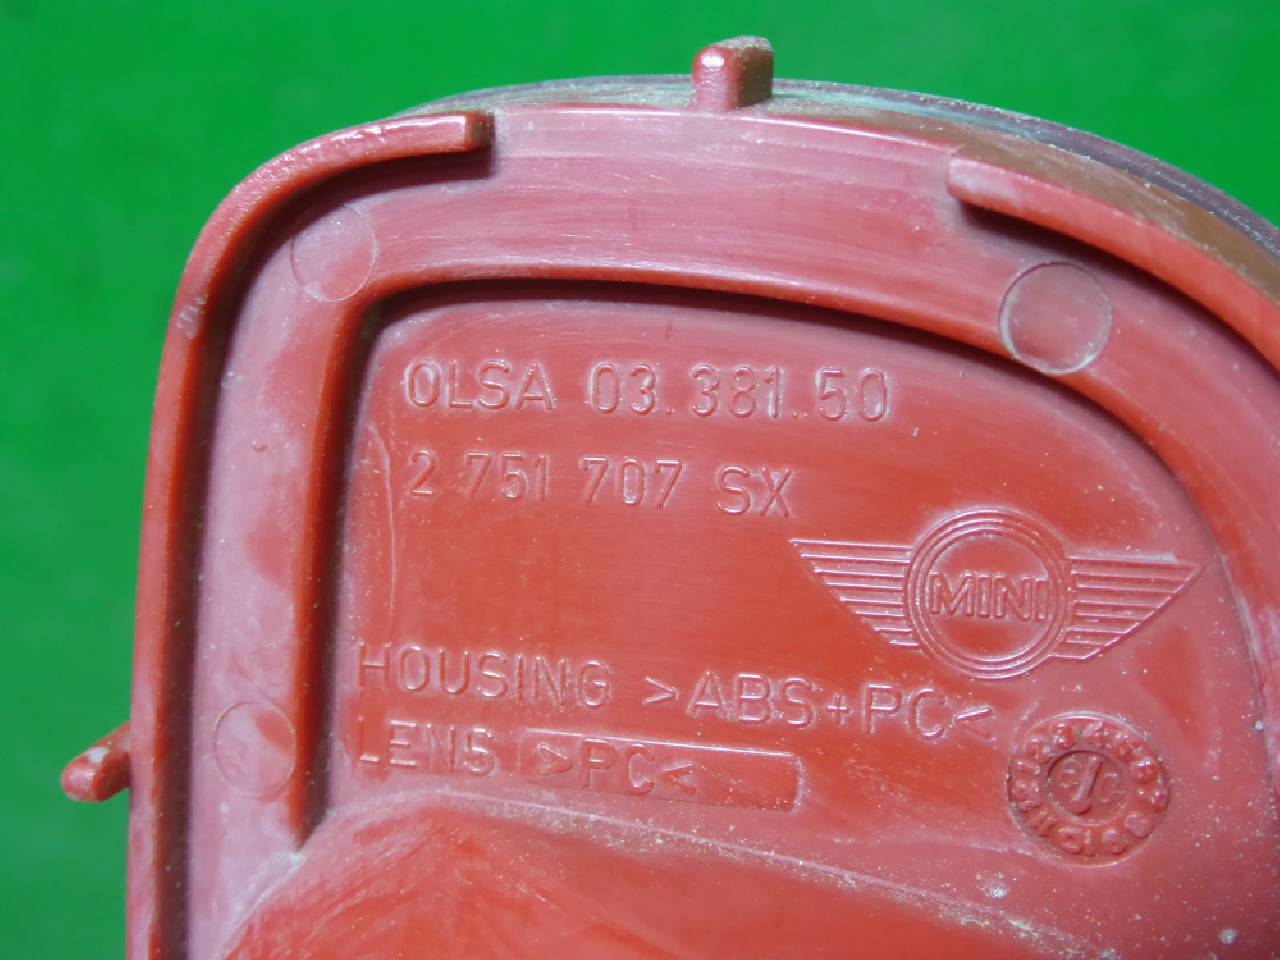 OLSA 03.381.50
2 751 707 SX
MINI
HOUSING >ABS+PC<
LENS >PC<